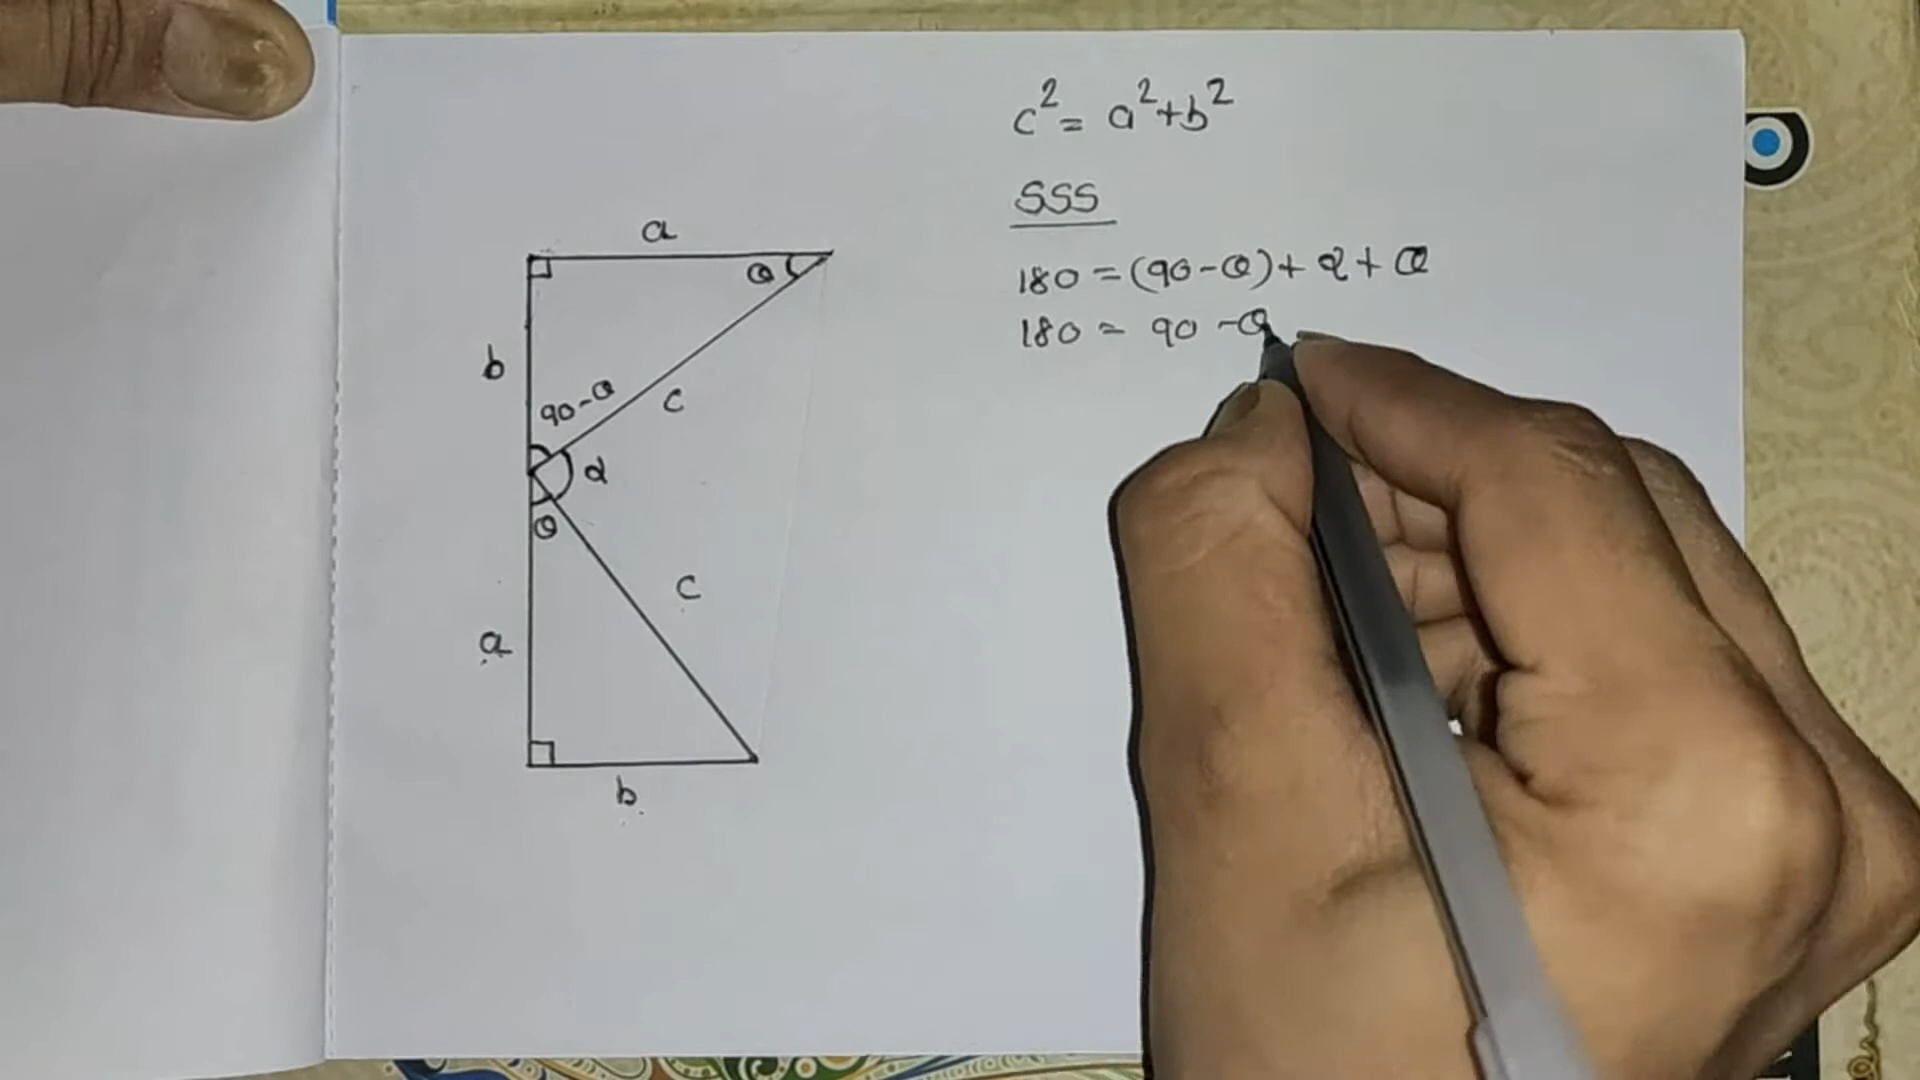 c² = a² + b²
SSS
180 = (90 - θ) + α + θ
180 = 90 - θ
a
θ
b
90 - θ
c
α
θ
c
a
b